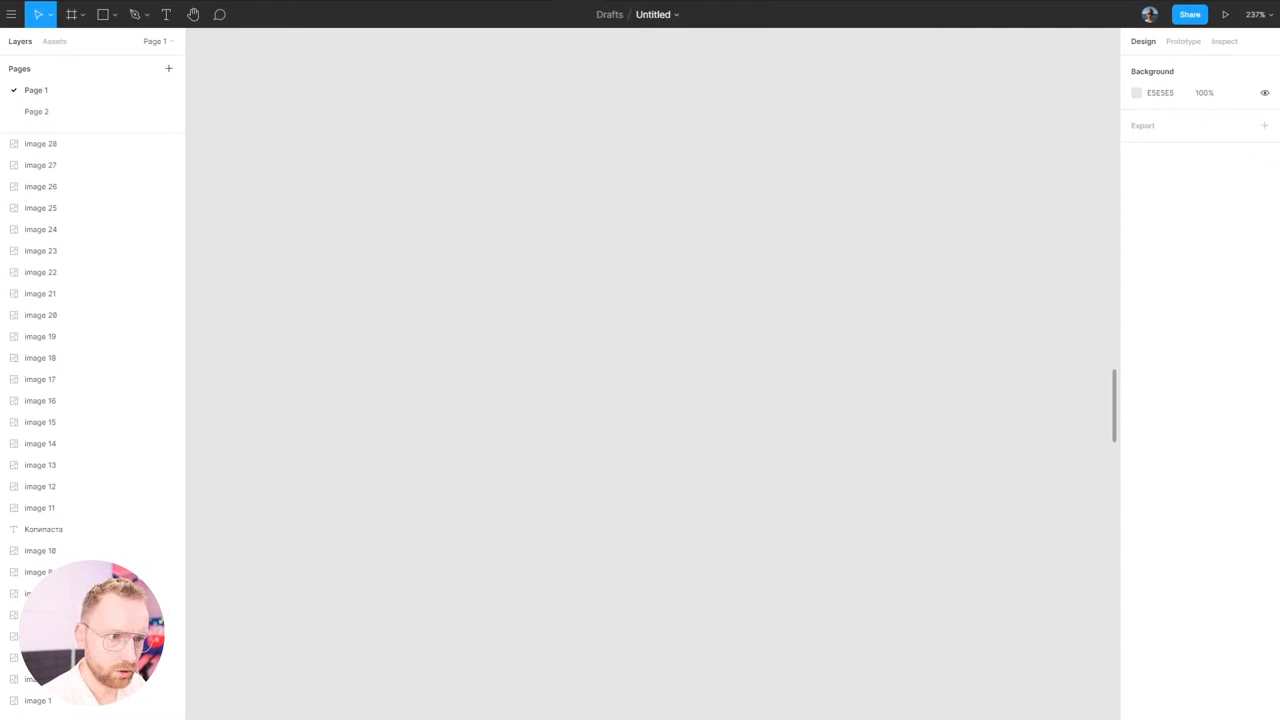 Drafts / Untitled
Share
237%
Layers Assets Page 1
Design Prototype Inspect
Pages
Background
Page 1
E5E5E5 100%
Page 2
Export
image 28
image 27
image 26
image 25
image 24
image 23
image 22
image 21
image 20
image 19
image 18
image 17
image 16
image 15
image 14
image 13
image 12
image 11
Копипаста
image 10
image
image 1